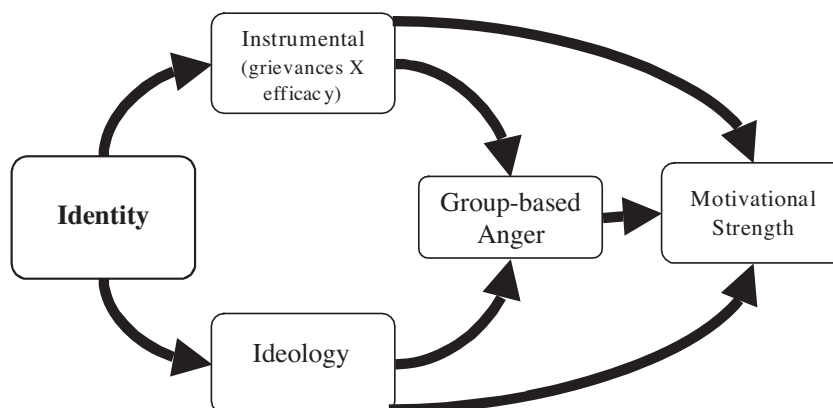 Instrumental
(grievances X
efficacy)
Identity
Group-based
Anger
Motivational
Strength
Ideology